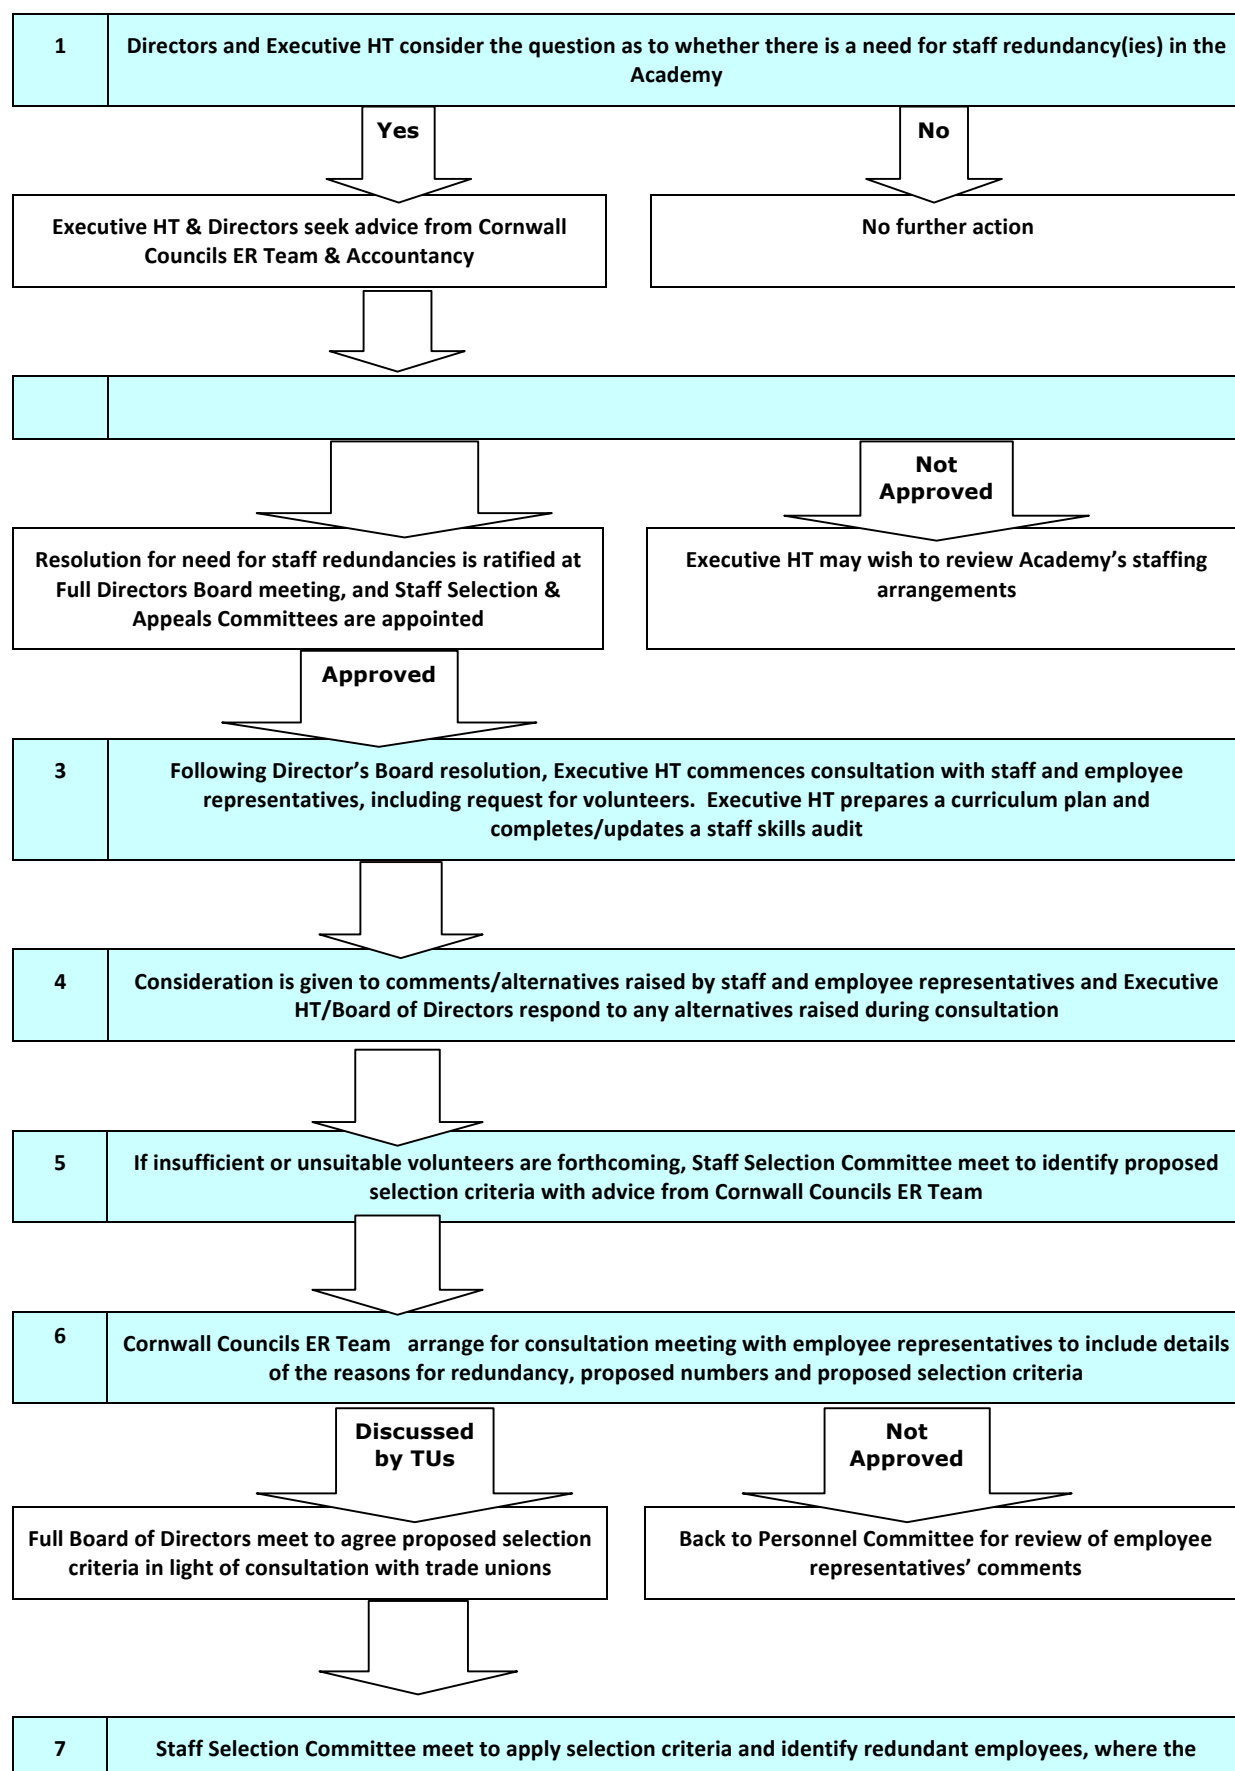 1
Directors and Executive HT consider the question as to whether there is a need for staff redundancy(ies) in the
Academy
Yes
No
Executive HT & Directors seek advice from Cornwall
Councils ER Team & Accountancy
No further action
Not
Approved
Resolution for need for staff redundancies is ratified at
Full Directors Board meeting, and Staff Selection &
Appeals Committees are appointed
Executive HT may wish to review Academy’s staffing
arrangements
Approved
3
Following Director’s Board resolution, Executive HT commences consultation with staff and employee
representatives, including request for volunteers.  Executive HT prepares a curriculum plan and
completes/updates a staff skills audit
4
Consideration is given to comments/alternatives raised by staff and employee representatives and Executive
HT/Board of Directors respond to any alternatives raised during consultation
5
If insufficient or unsuitable volunteers are forthcoming, Staff Selection Committee meet to identify proposed
selection criteria with advice from Cornwall Councils ER Team
6
Cornwall Councils ER Team   arrange for consultation meeting with employee representatives to include details
of the reasons for redundancy, proposed numbers and proposed selection criteria
Discussed
by TUs
Not
Approved
Full Board of Directors meet to agree proposed selection
criteria in light of consultation with trade unions
Back to Personnel Committee for review of employee
representatives’ comments
7
Staff Selection Committee meet to apply selection criteria and identify redundant employees, where the